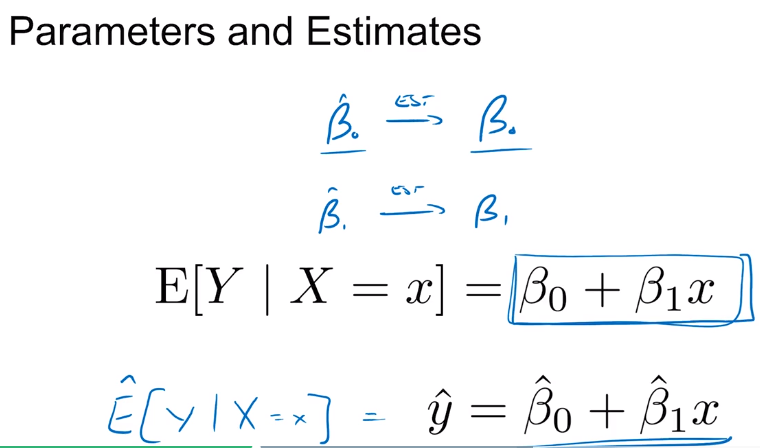 Parameters and Estimates
β̂₀ EST → β₀
β̂₁ EST → β₁
E[Y | X = x] = β₀ + β₁x
Ê[Y | X = x] = ŷ = β̂₀ + β̂₁x